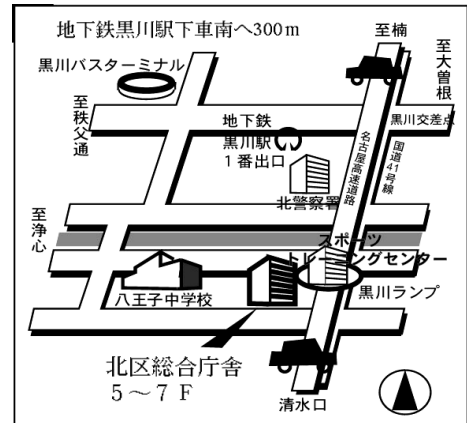 地下鉄黒川駅下車南へ300m
至楠
至大曽根
黒川バスターミナル
至秩父通
地下鉄
黒川駅
1番出口
黒川交差点
名古屋高速道路
国道41号線
北警察署
至浄心
スポーツ
トレーニングセンター
八王子中学校
黒川ランプ
北区総合庁舎
5～7F
清水口